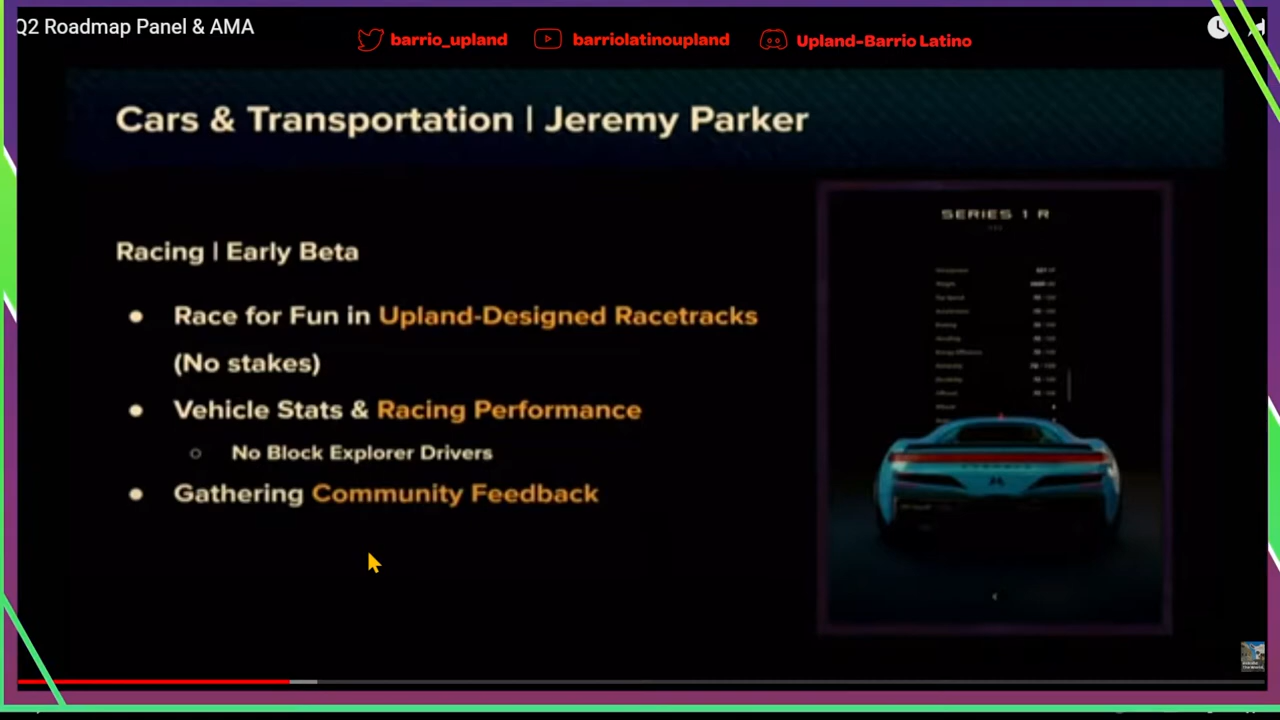 Q2 Roadmap Panel & AMA
barrio_upland
barriolatinoupland
Upland-Barrio Latino
Cars & Transportation | Jeremy Parker
Racing | Early Beta
Race for Fun in Upland-Designed Racetracks
(No stakes)
Vehicle Stats & Racing Performance
No Block Explorer Drivers
Gathering Community Feedback
SERIES 1 R